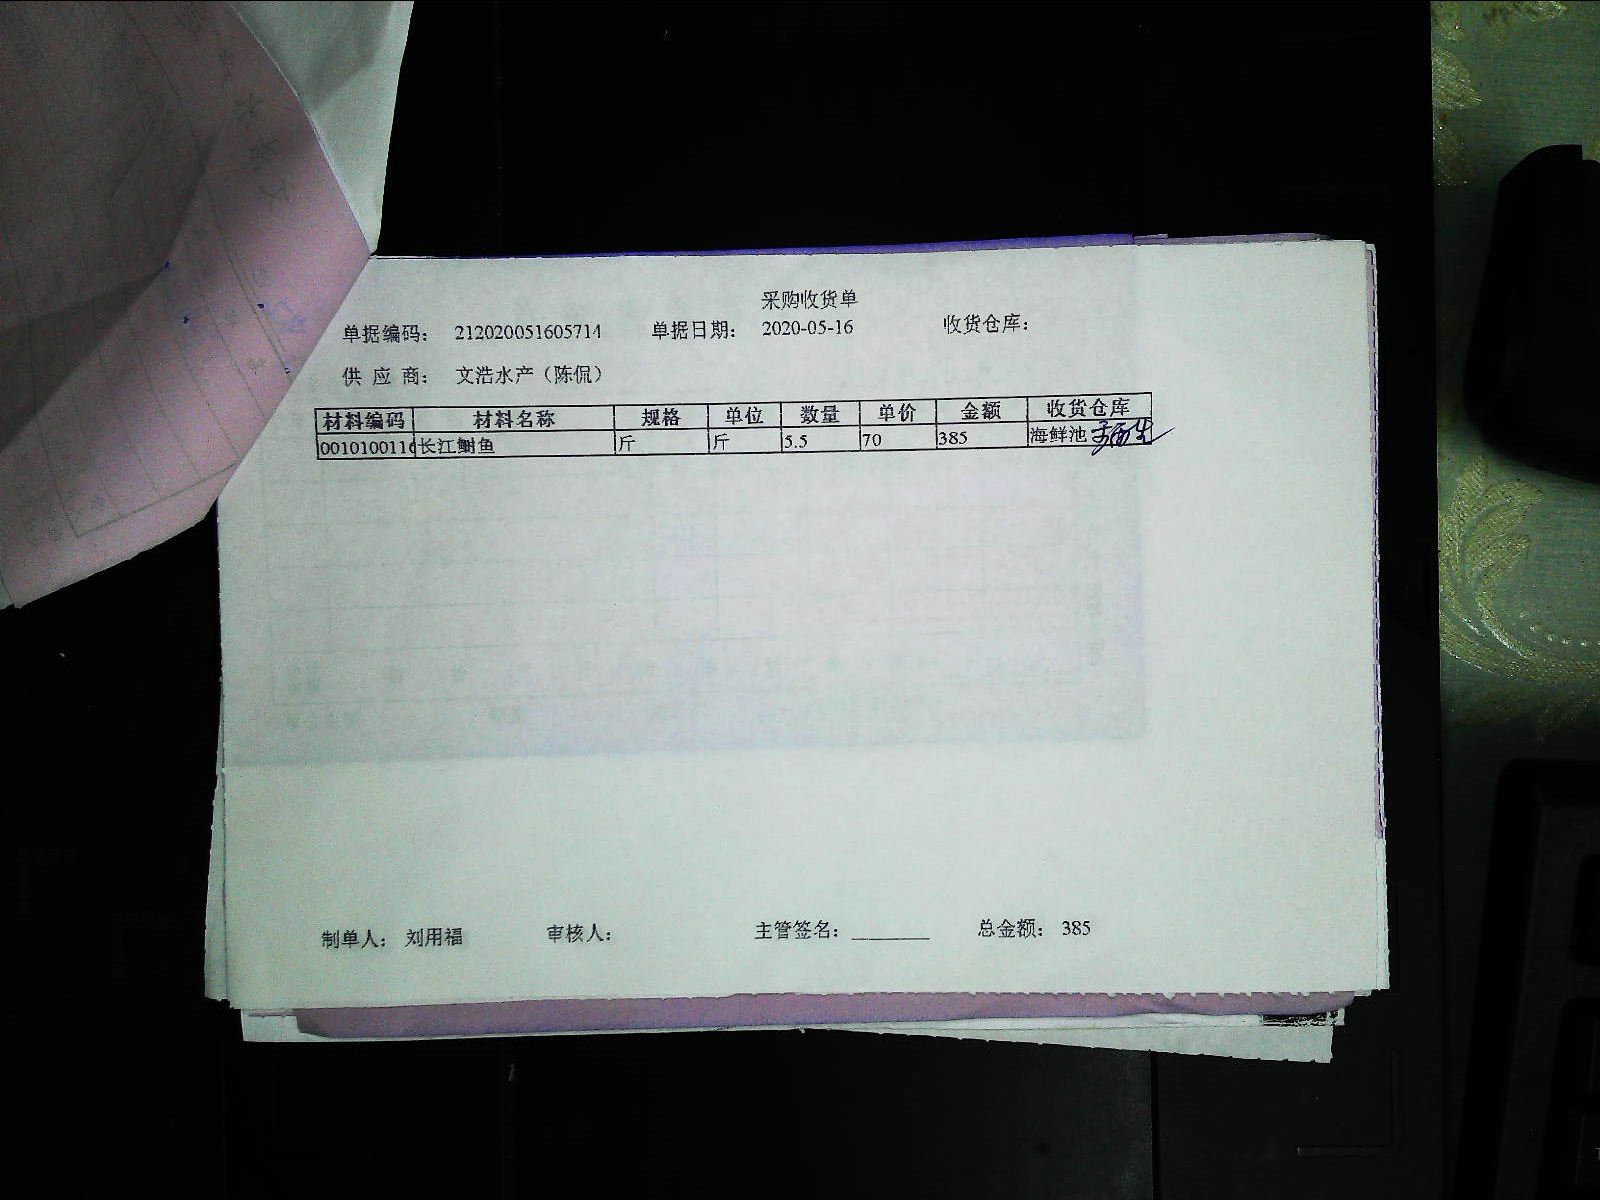 采购收货单
单据编码： 212020051605714 单据日期： 2020-05-16 收货仓库：
供 应 商： 文浩水产（陈侃）
材料编码 材料名称 规格 单位 数量 单价 金额 收货仓库
0010100116 长江鮰鱼 斤 斤 5.5 70 385 海鲜池
制单人： 刘用福 审核人： 主管签名：________ 总金额： 385